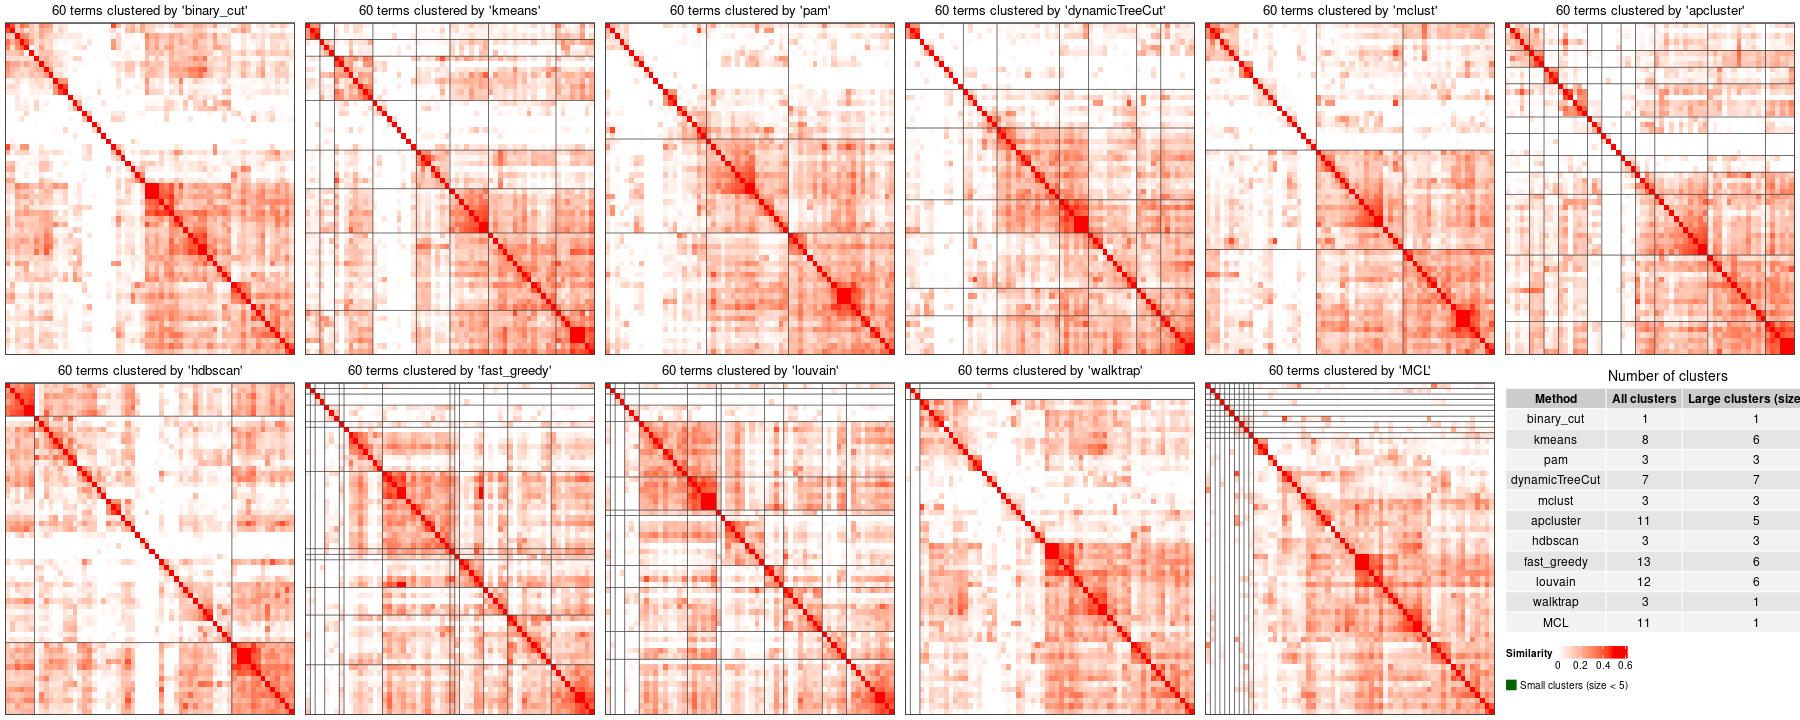 60 terms clustered by 'binary_cut'
60 terms clustered by 'kmeans'
60 terms clustered by 'pam'
60 terms clustered by 'dynamicTreeCut'
60 terms clustered by 'mclust'
60 terms clustered by 'apcluster'
60 terms clustered by 'hdbscan'
60 terms clustered by 'fast_greedy'
60 terms clustered by 'louvain'
60 terms clustered by 'walktrap'
60 terms clustered by 'MCL'
Number of clusters
Method All clusters Large clusters (size
binary_cut 1 1
kmeans 8 6
pam 3 3
dynamicTreeCut 7 7
mclust 3 3
apcluster 11 5
hdbscan 3 3
fast_greedy 13 6
louvain 12 6
walktrap 3 1
MCL 11 1
Similarity
0 0.2 0.4 0.6
Small clusters (size < 5)